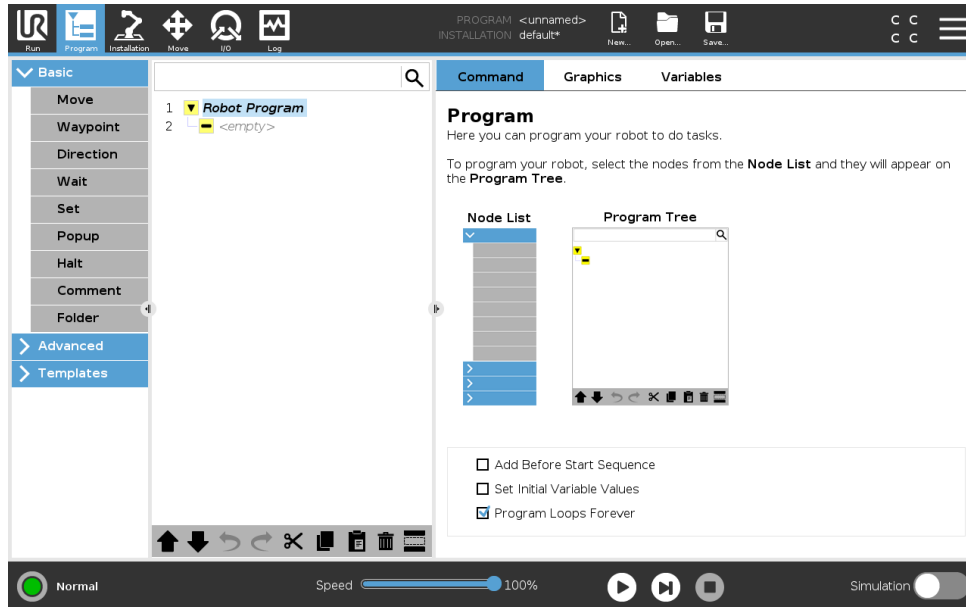 UR
PROGRAM <unnamed>
INSTALLATION default*
Run Program Installation Move I/O Log New... Open... Save...
C C
C C
Basic
Move
Waypoint
Direction
Wait
Set
Popup
Halt
Comment
Folder
Advanced
Templates
1 Robot Program
2 <empty>
Command Graphics Variables
Program
Here you can program your robot to do tasks.
To program your robot, select the nodes from the Node List and they will appear on
the Program Tree.
Node List Program Tree
Add Before Start Sequence
Set Initial Variable Values
Program Loops Forever
Normal Speed 100% Simulation